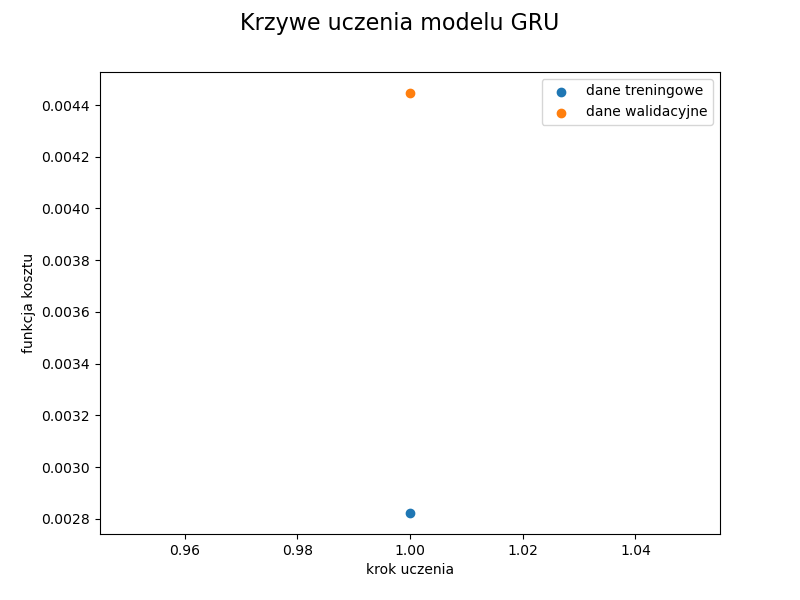 Krzywe uczenia modelu GRU
dane treningowe
dane walidacyjne
0.0044
0.0042
0.0040
0.0038
0.0036
0.0034
0.0032
0.0030
0.0028
funkcja kosztu
0.96
0.98
1.00
1.02
1.04
krok uczenia